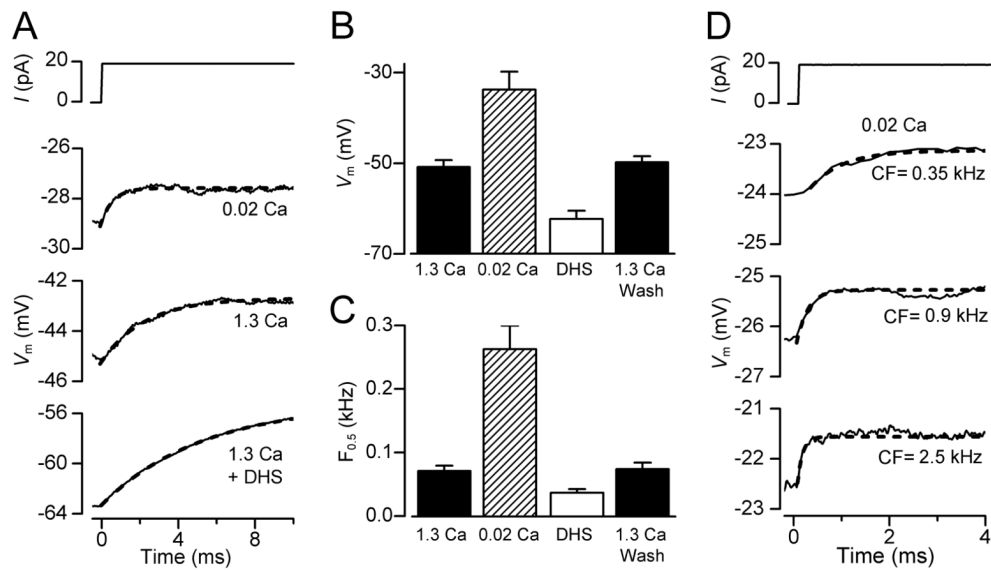 A
I (pA)
20
0
-26
-28
-30
0.02 Ca
-42
-44
-46
1.3 Ca
Vm (mV)
-56
-60
-64
1.3 Ca
+ DHS
0 4 8
Time (ms)
B
Vm (mV)
-30
-50
-70
1.3 Ca 0.02 Ca DHS 1.3 Ca
Wash
C
F0.5 (kHz)
0.3
0.2
0.1
0.0
1.3 Ca 0.02 Ca DHS 1.3 Ca
Wash
D
I (pA)
20
0
0.02 Ca
-23
-24
-25
CF= 0.35 kHz
-25
-26
-27
CF= 0.9 kHz
Vm (mV)
-21
-22
-23
CF= 2.5 kHz
0 2 4
Time (ms)